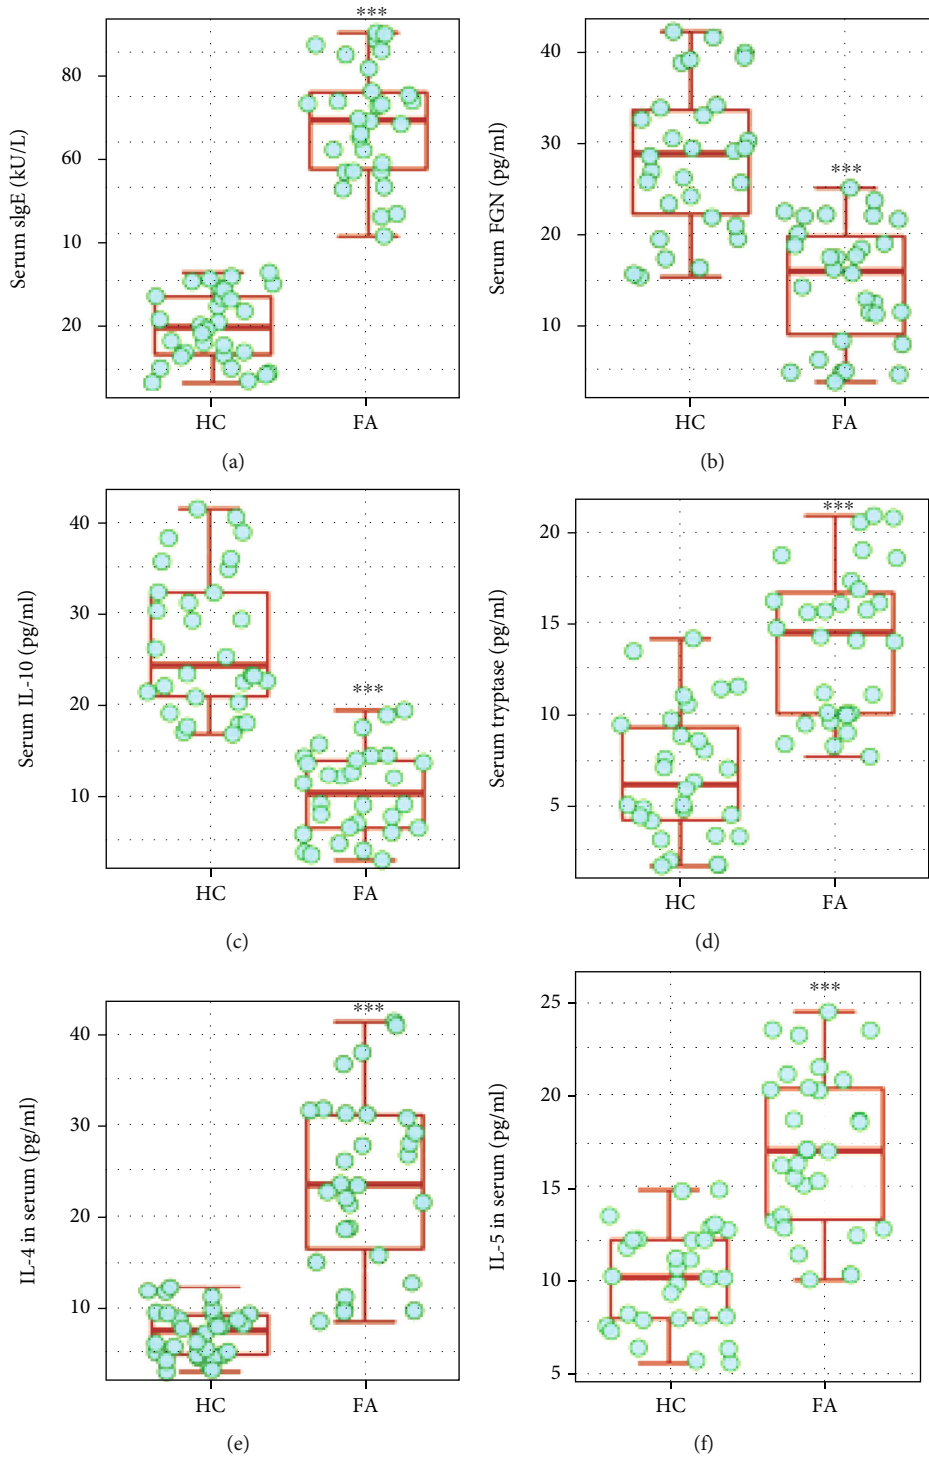 ***
Serum slgE (kU/L)
80
60
10
20
HC
FA
(a)
***
Serum FGN (pg/ml)
40
30
20
10
HC
FA
(b)
***
Serum IL-10 (pg/ml)
40
30
20
10
HC
FA
(c)
***
Serum tryptase (pg/ml)
20
15
10
5
HC
FA
(d)
***
IL-4 in serum (pg/ml)
40
30
20
10
HC
FA
(e)
***
IL-5 in serum (pg/ml)
25
20
15
10
5
HC
FA
(f)